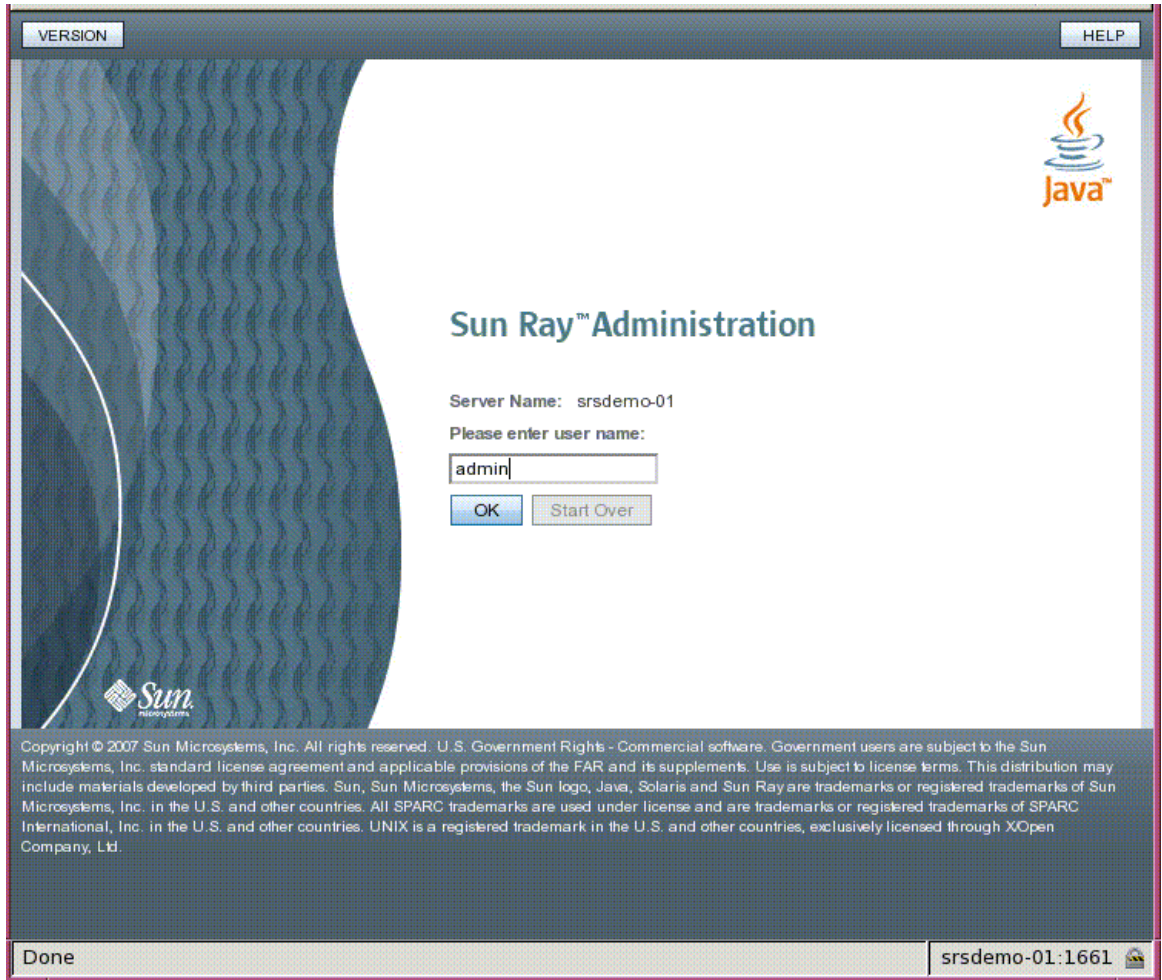 VERSION
HELP
Java™
Sun Ray™Administration
Server Name: srsdemo-01
Please enter user name:
admin
OK
Start Over
Sun
microsystems
Copyright © 2007 Sun Microsystems, Inc. All rights reserved. U.S. Government Rights - Commercial software. Government users are subject to the Sun
Microsystems, Inc. standard license agreement and applicable provisions of the FAR and its supplements. Use is subject to license terms. This distribution may
include materials developed by third parties. Sun, Sun Microsystems, the Sun logo, Java, Solaris and Sun Ray are trademarks or registered trademarks of Sun
Microsystems, Inc. in the U.S. and other countries. All SPARC trademarks are used under license and are trademarks or registered trademarks of SPARC
International, Inc. in the U.S. and other countries. UNIX is a registered trademark in the U.S. and other countries, exclusively licensed through X/Open
Company, Ltd.
Done
srsdemo-01:1661